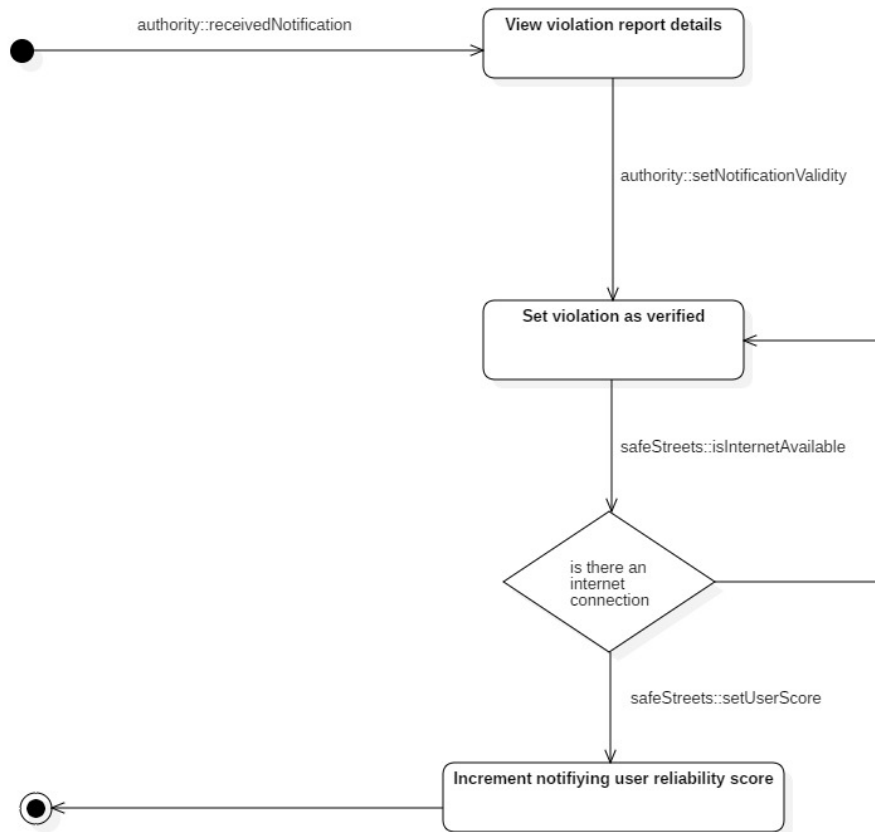 authority::receivedNotification
View violation report details
authority::setNotificationValidity
Set violation as verified
safeStreets::isInternetAvailable
is there an
internet
connection
safeStreets::setUserScore
Increment notifiying user reliability score